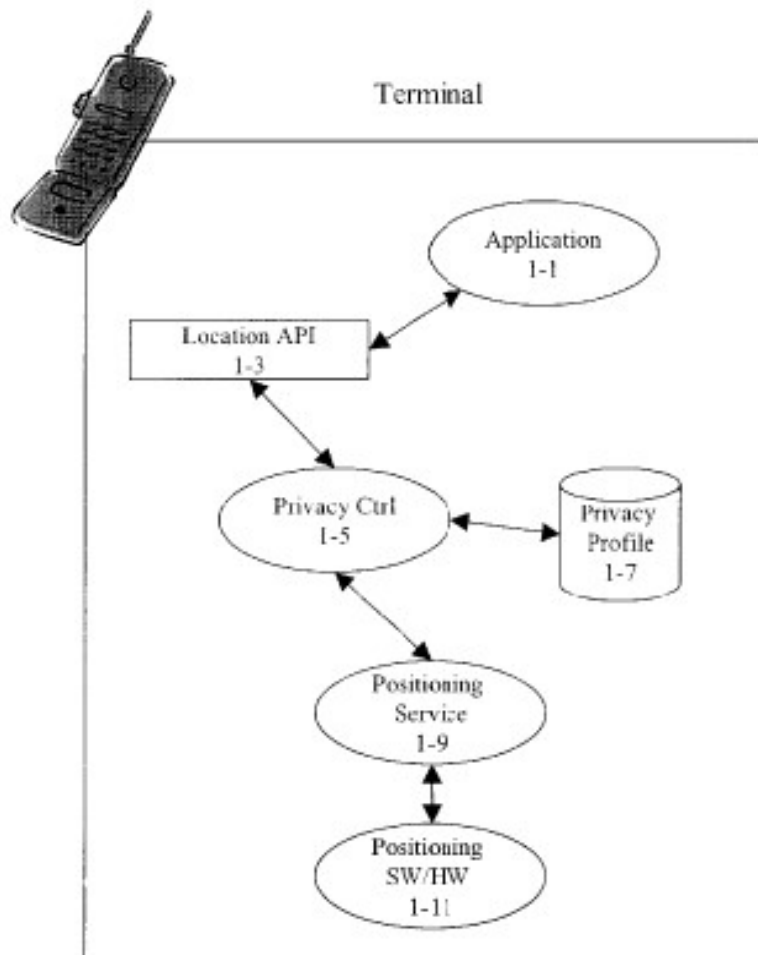 Terminal
Application
1-1
Location API
1-3
Privacy Ctrl
1-5
Privacy
Profile
1-7
Positioning
Service
1-9
Positioning
SW/HW
1-11